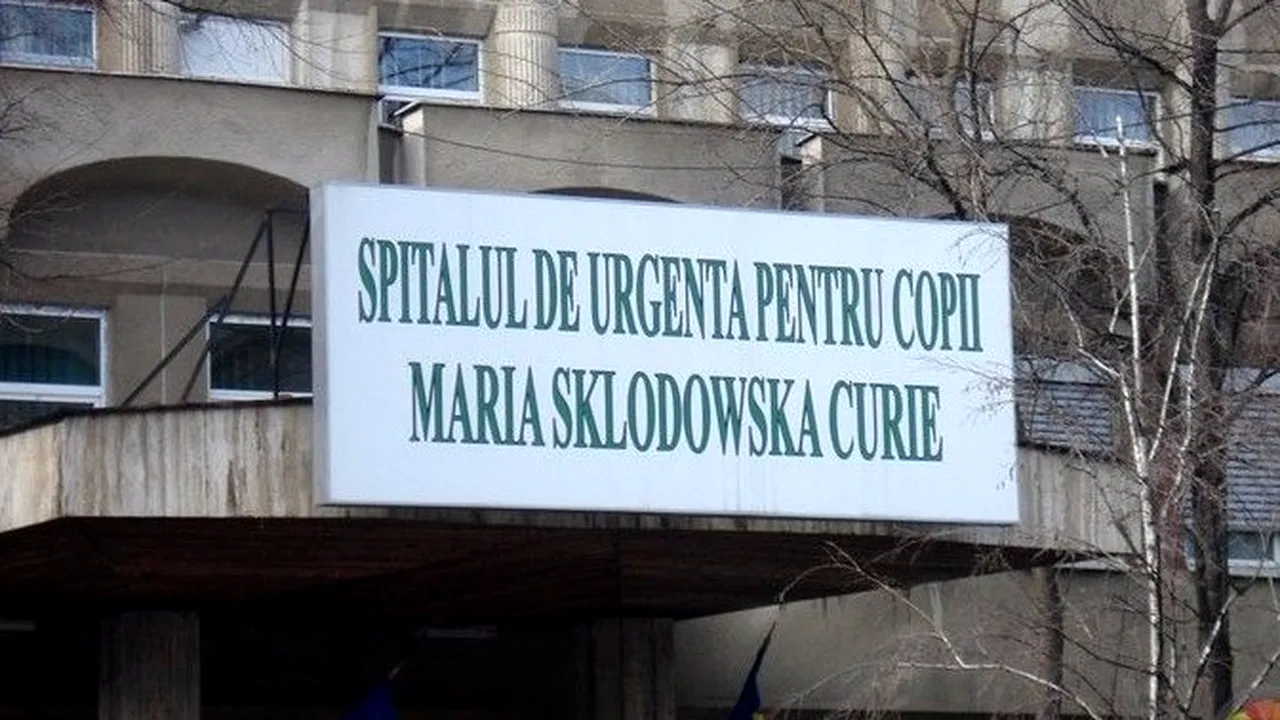 SPITALUL DE URGENTA PENTRU COPII
MARIA SKLODOWSKA CURIE